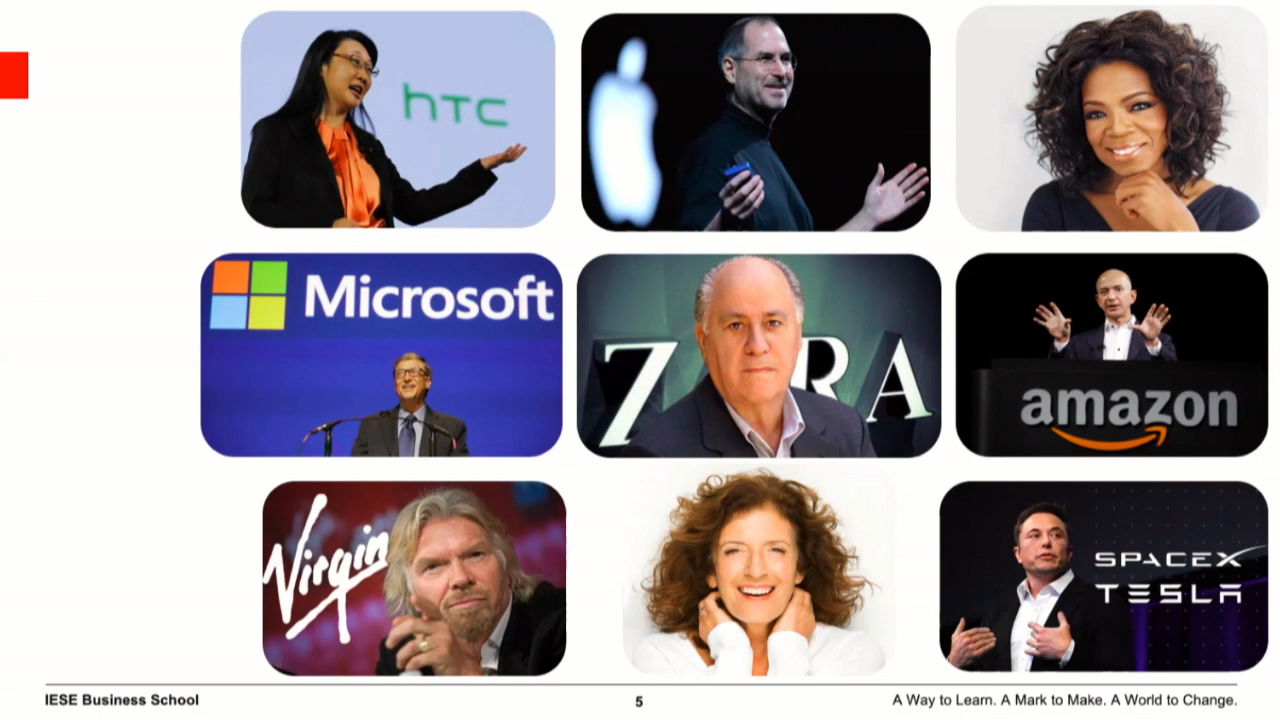 hTC
Microsoft
ZARA
amazon
Virgin
SPACEX
TESLA
IESE Business School
5
A Way to Learn. A Mark to Make. A World to Change.